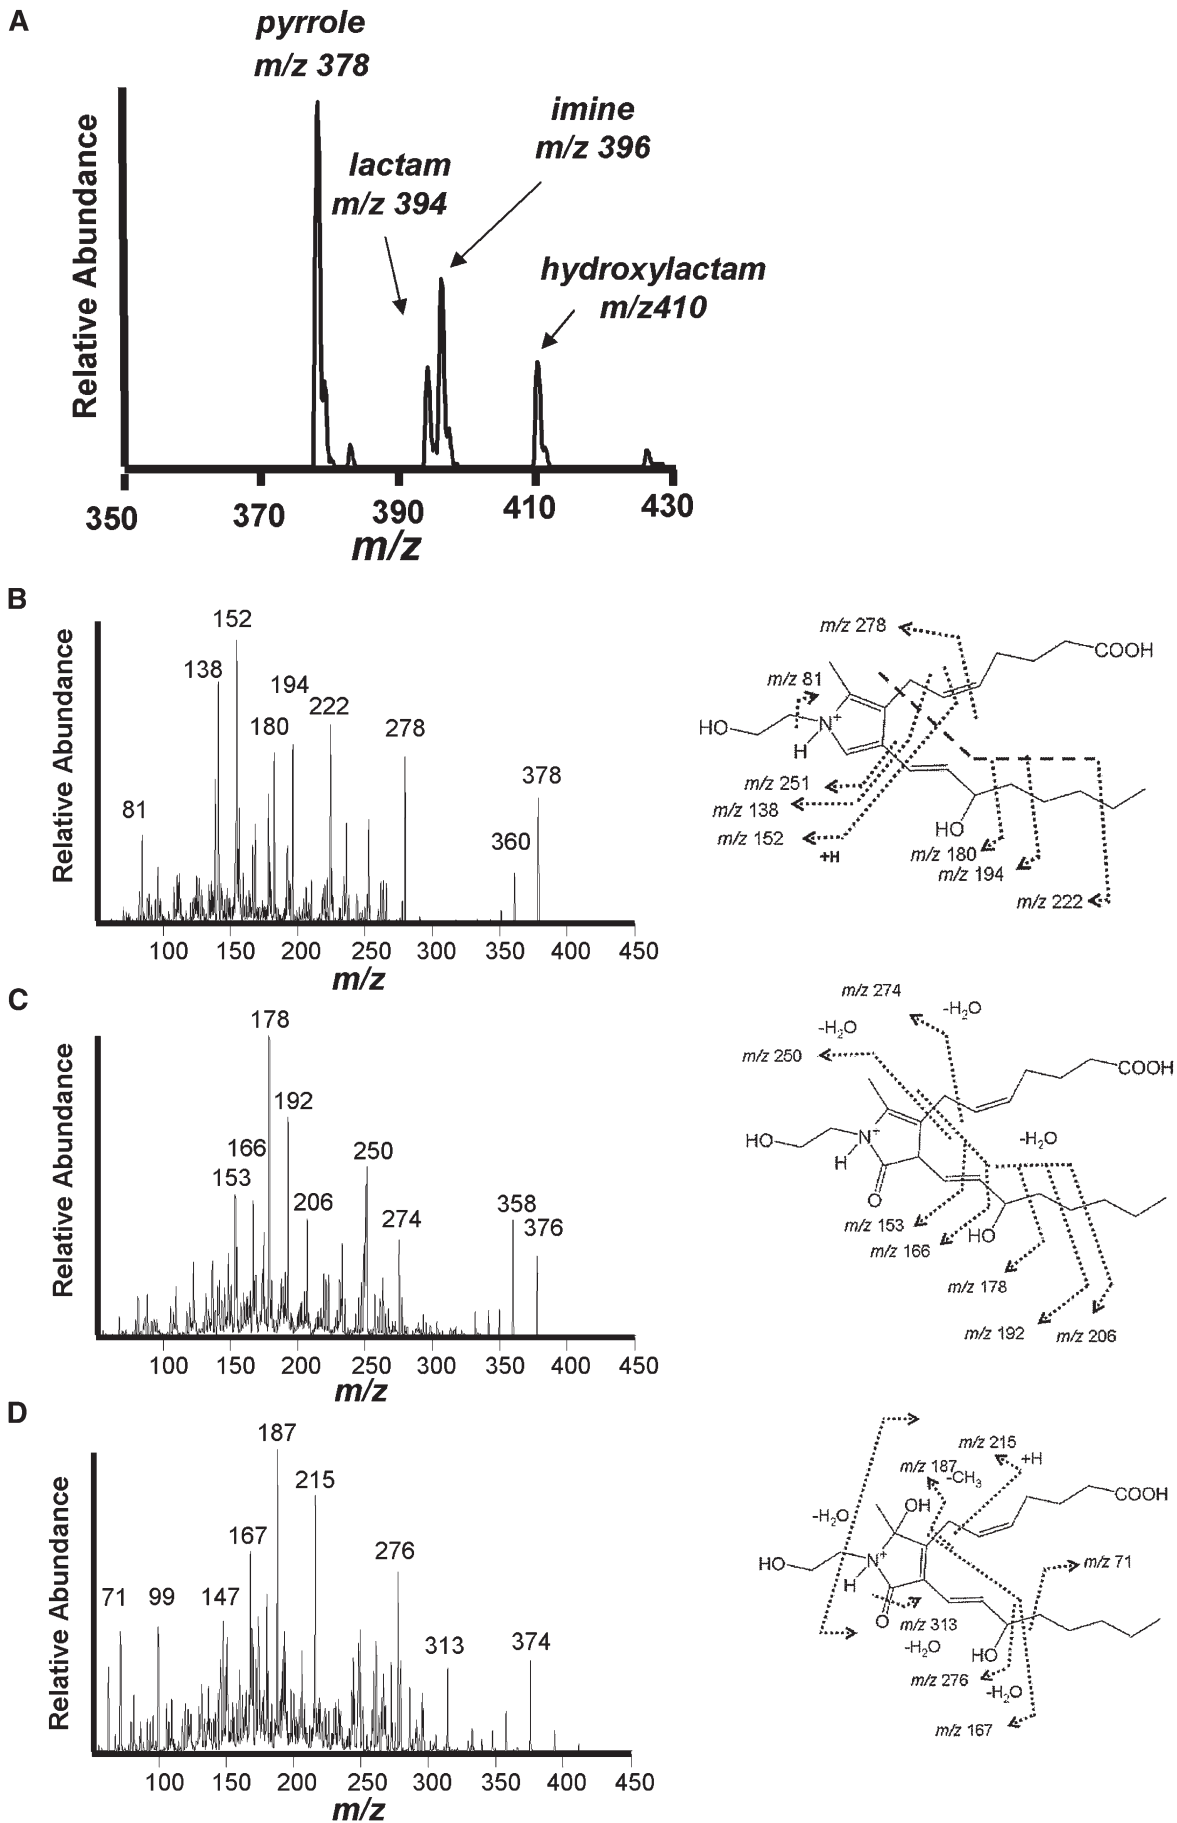 A
pyrrole
m/z 378
imine
m/z 396
lactam
m/z 394
hydroxylactam
m/z410
Relative Abundance
350 370 390 410 430
m/z
B
152
138
194
180
222
278
378
81
360
Relative Abundance
100 150 200 250 300 350 400 450
m/z
m/z 278
COOH
m/z 81
HO
N+
H
m/z 251
m/z 138
HO
m/z 152
+H
m/z 180
m/z 194
m/z 222
C
178
192
166
250
153
206
274
358
376
Relative Abundance
100 150 200 250 300 350 400 450
m/z
m/z 274
-H2O
-H2O
m/z 250
COOH
HO
N+
H
-H2O
O
m/z 153
HO
m/z 166
m/z 178
m/z 192
m/z 206
D
187
215
167
276
71
99
147
313
374
Relative Abundance
100 150 200 250 300 350 400 450
m/z
m/z 215
+H
m/z 187
-CH3
OH
COOH
-H2O
HO
N+
H
m/z 71
O
m/z 313
-H2O
HO
m/z 276
-H2O
m/z 167